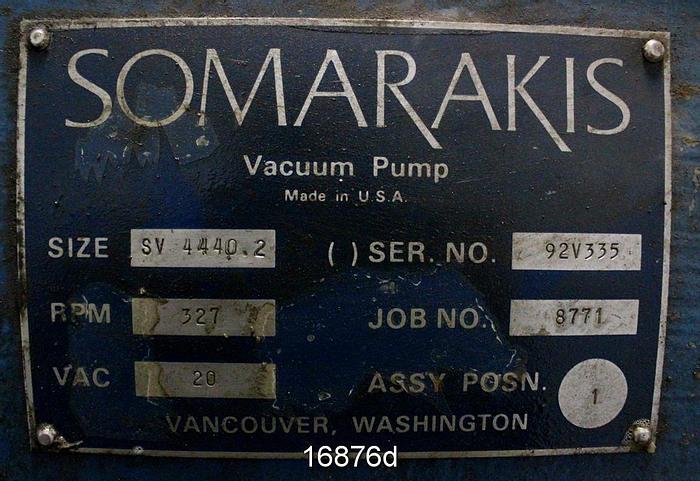 SOMARAKIS
Vacuum Pump
Made in U.S.A.
SIZE SV 4440.2 ( ) SER. NO. 92V335
RPM 327 JOB NO. 8771
VAC 20 ASSY POSN. 1
VANCOUVER, WASHINGTON
16876d